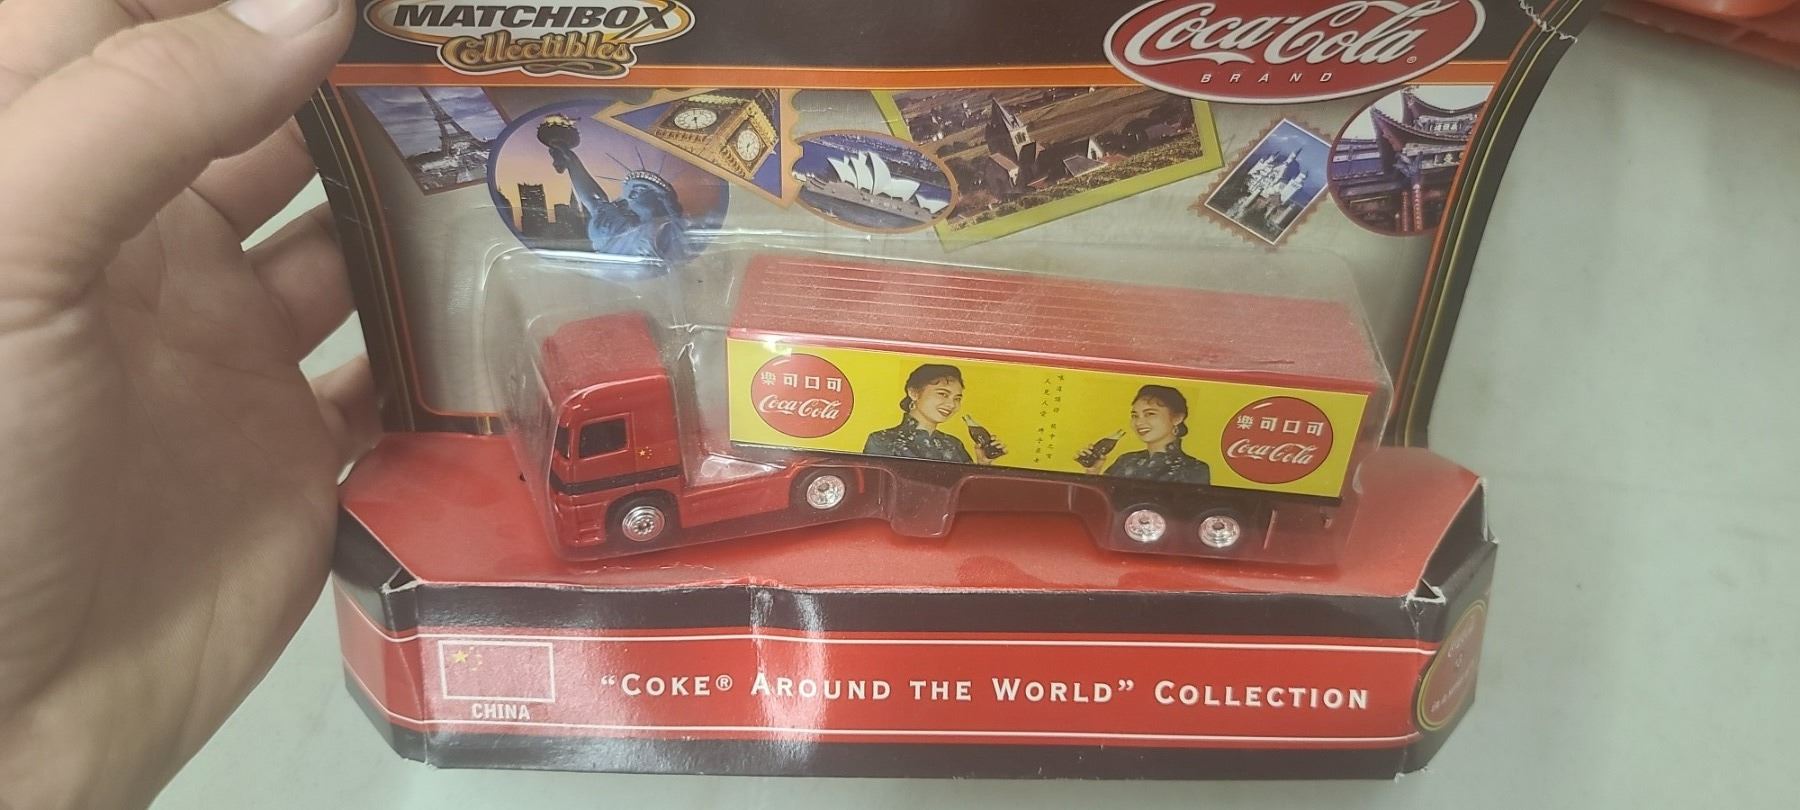 MATCHBOX
Collectibles
Coca-Cola®
BRAND
樂可口可
Coca-Cola
樂可口可
Coca-Cola
CHINA
"COKE® AROUND THE WORLD" COLLECTION